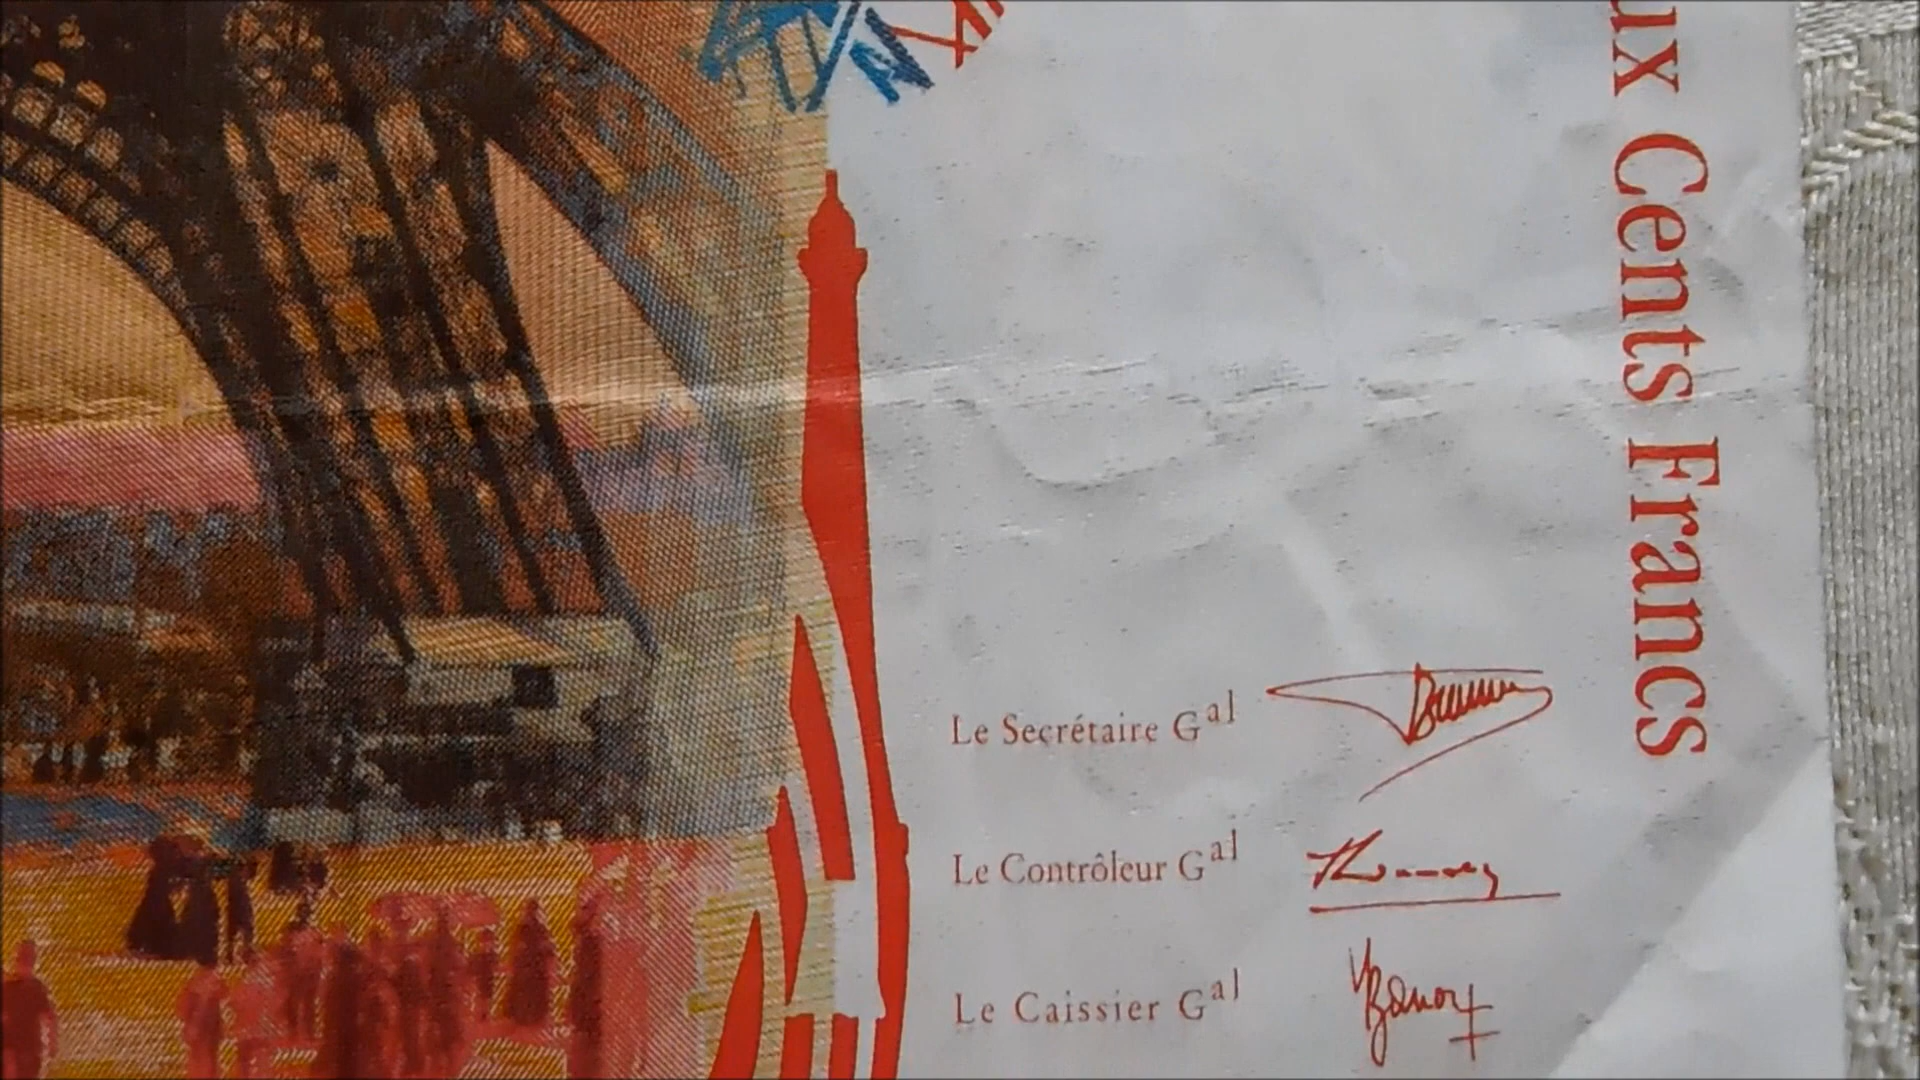 ux Cents Francs
Le Secrétaire Gal
Le Contrôleur Gal
Le Caissier Gal